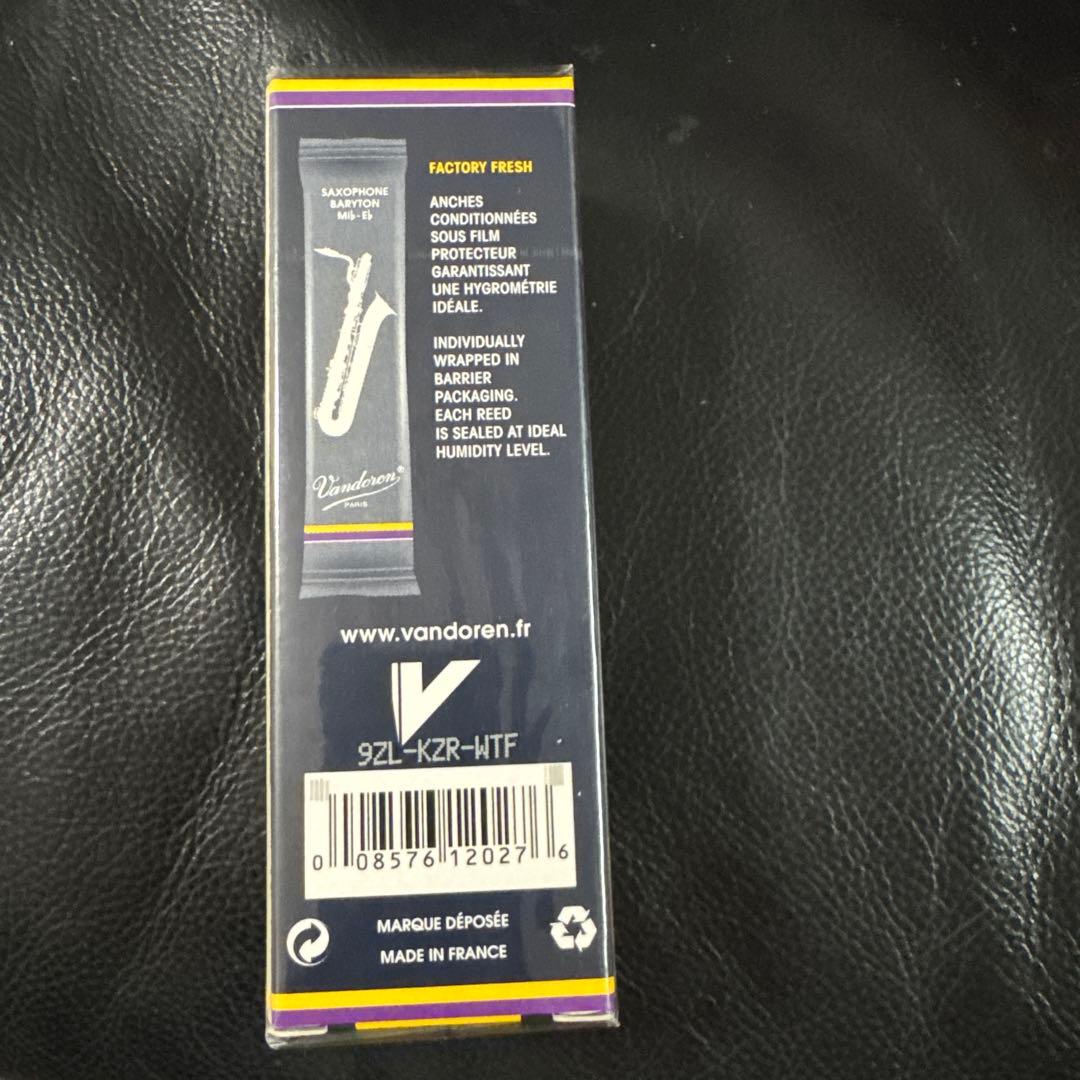 SAXOPHONE
BARYTON
Mi♭-E♭
Vandoren®
PARIS
FACTORY FRESH
ANCHES
CONDITIONNÉES
SOUS FILM
PROTECTEUR
GARANTISSANT
UNE HYGROMÉTRIE
IDÉALE.
INDIVIDUALLY
WRAPPED IN
BARRIER
PACKAGING.
EACH REED
IS SEALED AT IDEAL
HUMIDITY LEVEL.
www.vandoren.fr
V
9ZL-KZR-WTF
0 08576 12027 6
MARQUE DÉPOSÉE
MADE IN FRANCE